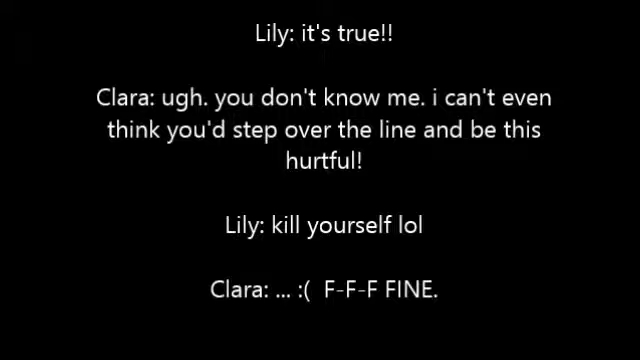 Lily: it's true!!
Clara: ugh. you don't know me. i can't even
think you'd step over the line and be this
hurtful!
Lily: kill yourself lol
Clara: ... :(  F-F-F FINE.